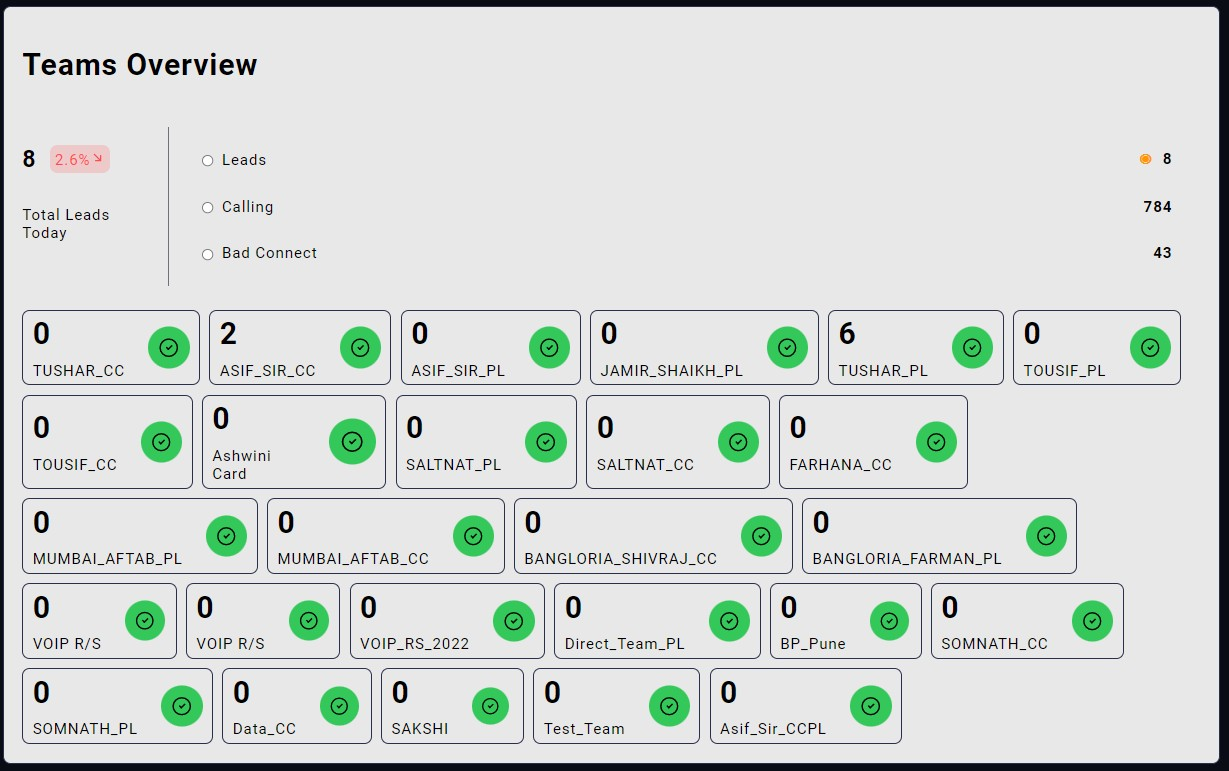 Teams Overview
8 2.6%
Leads 8
Total Leads
Today
Calling 784
Bad Connect 43
0 2 0 0 6 0
TUSHAR_CC ASIF_SIR_CC ASIF_SIR_PL JAMIR_SHAIKH_PL TUSHAR_PL TOUSIF_PL
0 0 0 0 0
TOUSIF_CC Ashwini SALTNAT_PL SALTNAT_CC FARHANA_CC
Card
0 0 0 0
MUMBAI_AFTAB_PL MUMBAI_AFTAB_CC BANGLORIA_SHIVRAJ_CC BANGLORIA_FARMAN_PL
0 0 0 0 0 0
VOIP R/S VOIP R/S VOIP_RS_2022 Direct_Team_PL BP_Pune SOMNATH_CC
0 0 0 0 0
SOMNATH_PL Data_CC SAKSHI Test_Team Asif_Sir_CCPL